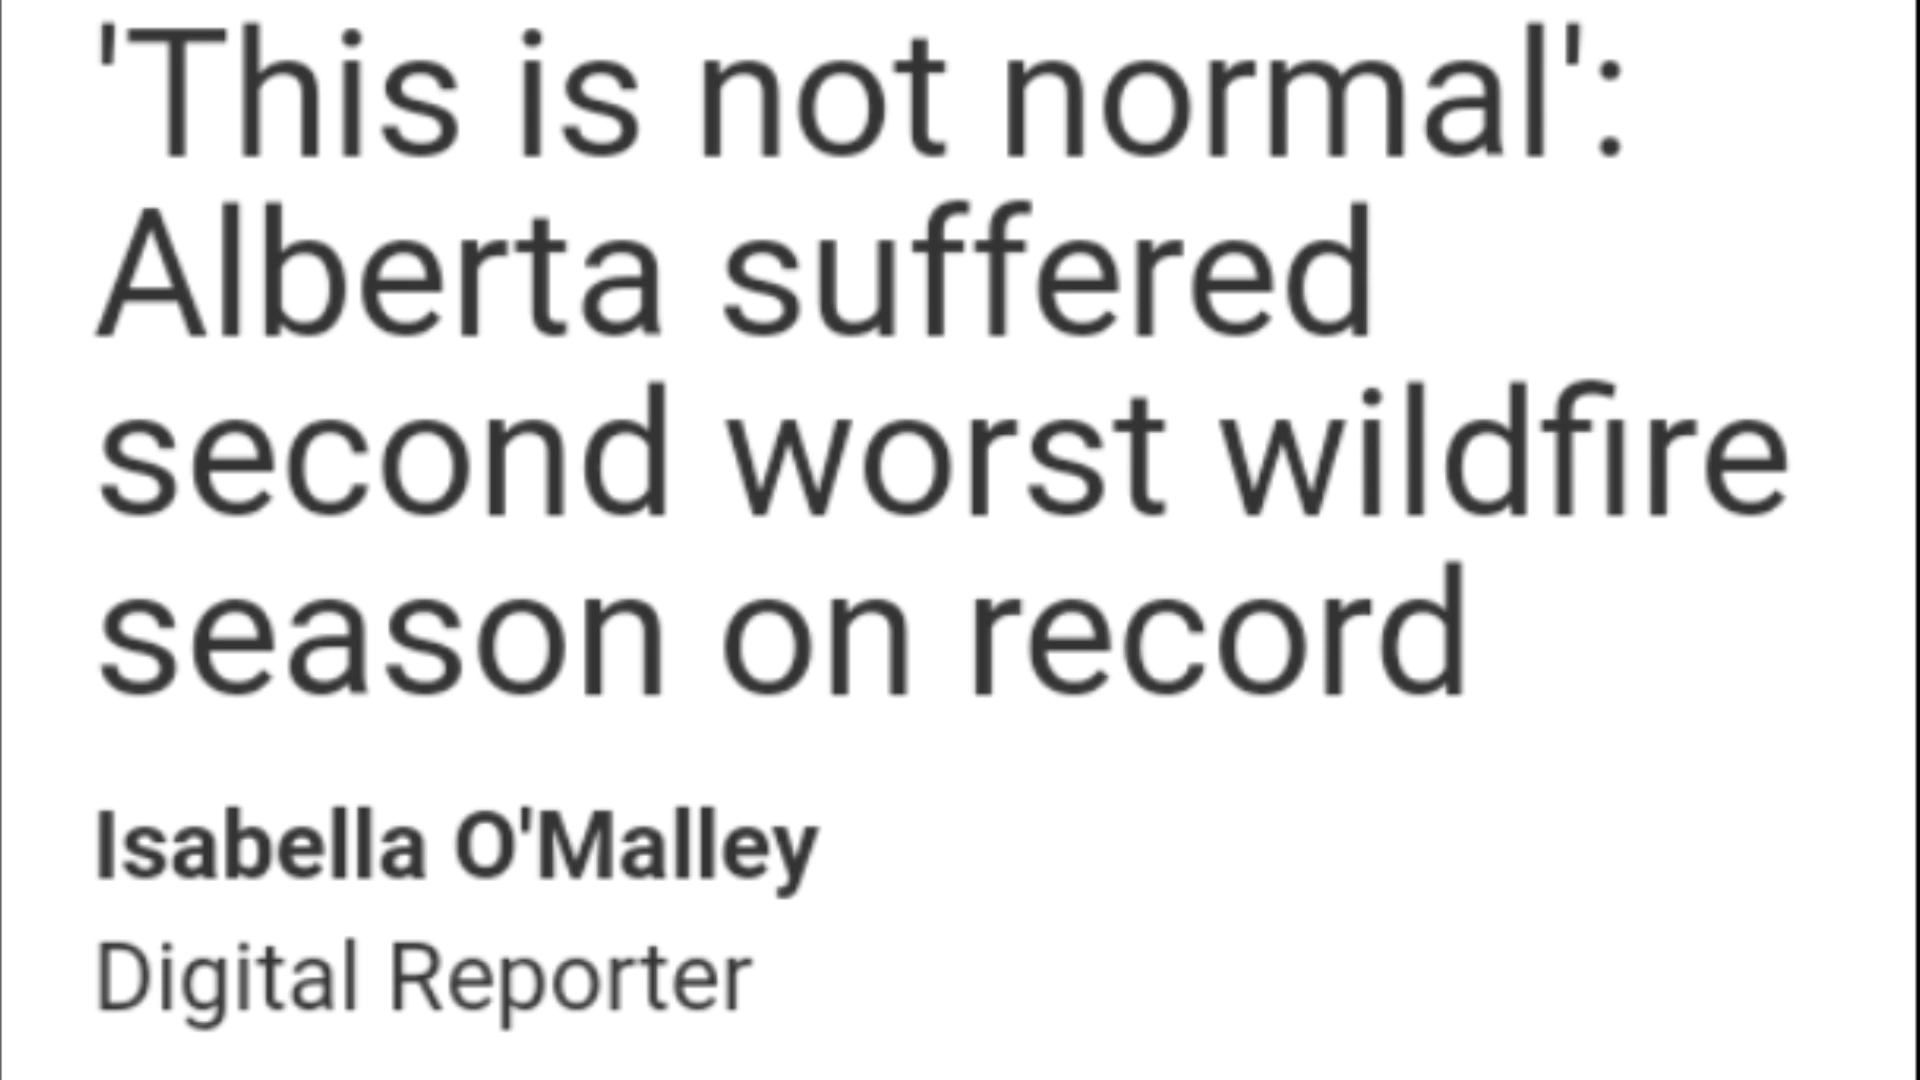 'This is not normal':
Alberta suffered
second worst wildfire
season on record
Isabella O'Malley
Digital Reporter